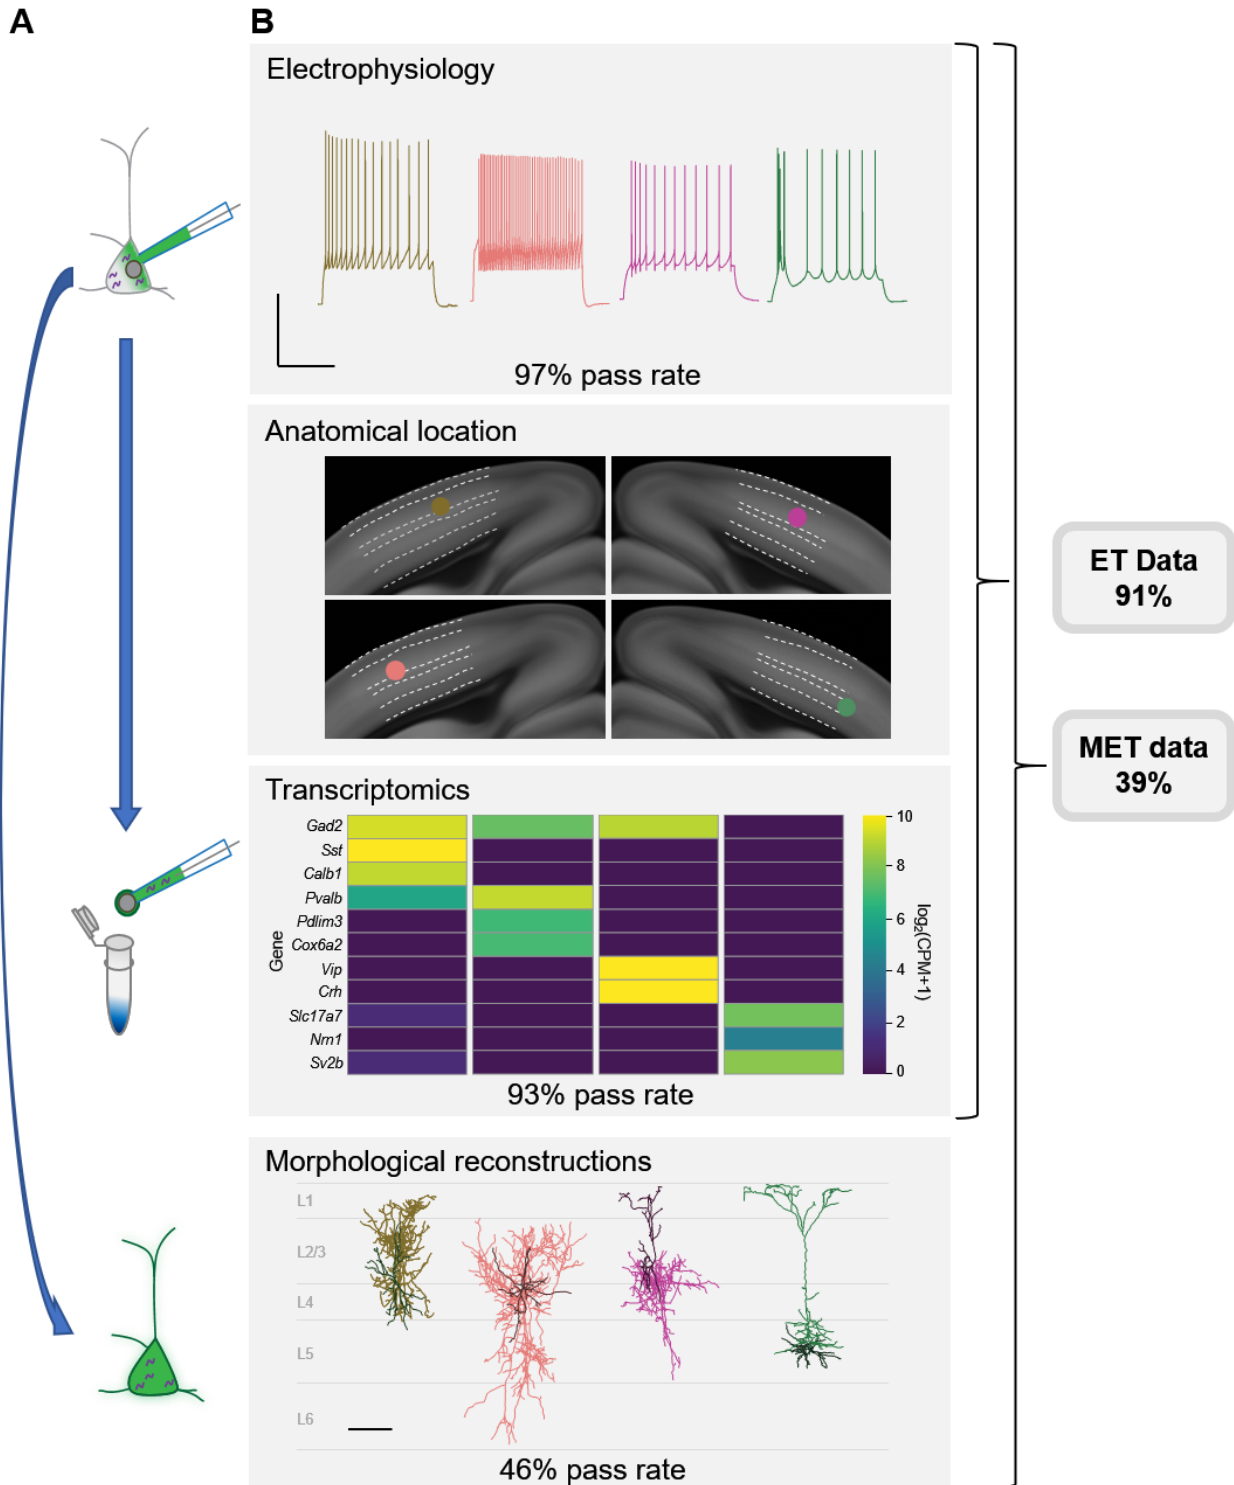 A
B
Electrophysiology
97% pass rate
Anatomical location
ET Data
91%
MET data
39%
Transcriptomics
Gene
Gad2
Sst
Calb1
Pvalb
Pdlim3
Cox6a2
Vip
Crh
Slc17a7
Nrn1
Sv2b
10
8
6
4
2
0
log₂(CPM+1)
93% pass rate
Morphological reconstructions
L1
L2/3
L4
L5
L6
46% pass rate